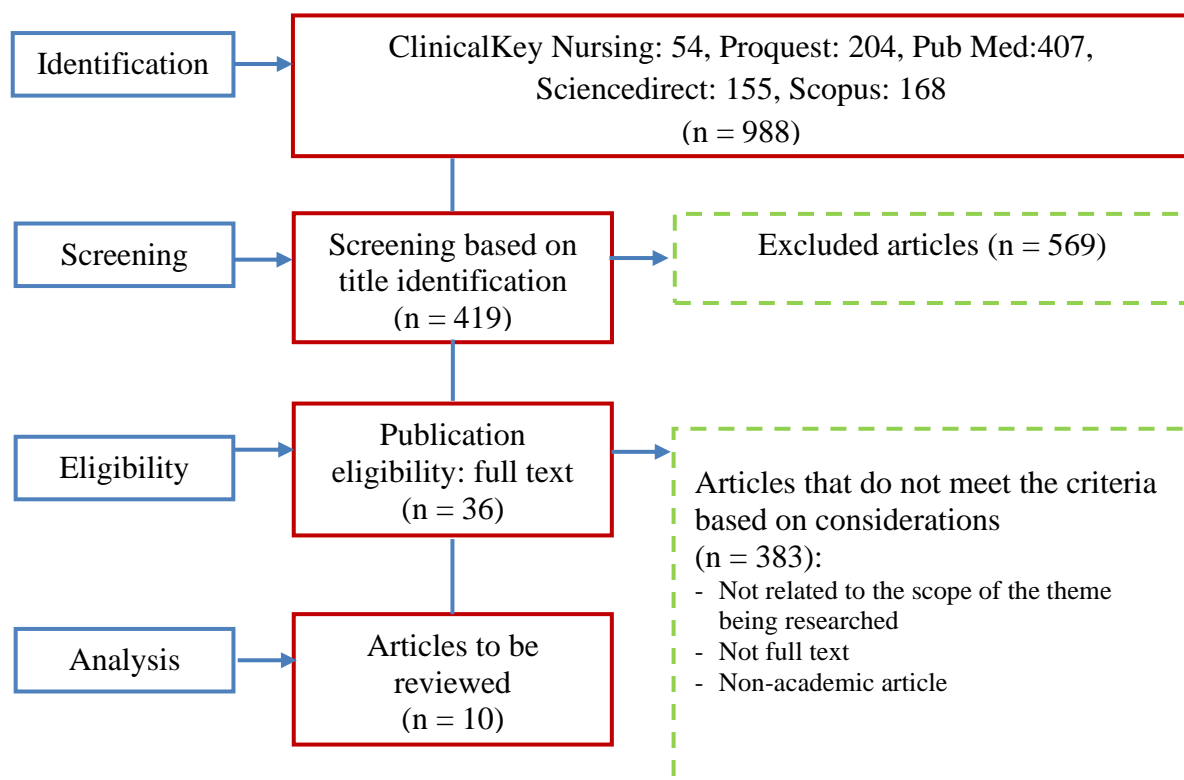 Identification
ClinicalKey Nursing: 54, Proquest: 204, Pub Med:407,
Sciencedirect: 155, Scopus: 168
(n = 988)
Screening
Screening based on
title identification
(n = 419)
Excluded articles (n = 569)
Eligibility
Publication
eligibility: full text
(n = 36)
Articles that do not meet the criteria
based on considerations
(n = 383):
- Not related to the scope of the theme
being researched
- Not full text
- Non-academic article
Analysis
Articles to be
reviewed
(n = 10)